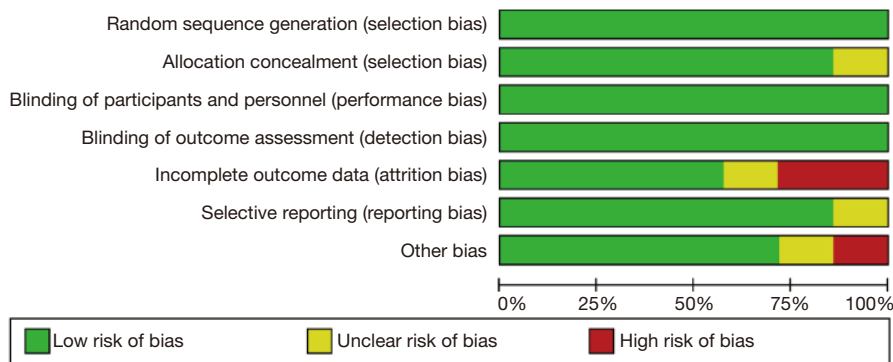 Random sequence generation (selection bias)
Allocation concealment (selection bias)
Blinding of participants and personnel (performance bias)
Blinding of outcome assessment (detection bias)
Incomplete outcome data (attrition bias)
Selective reporting (reporting bias)
Other bias
0% 25% 50% 75% 100%
Low risk of bias Unclear risk of bias High risk of bias